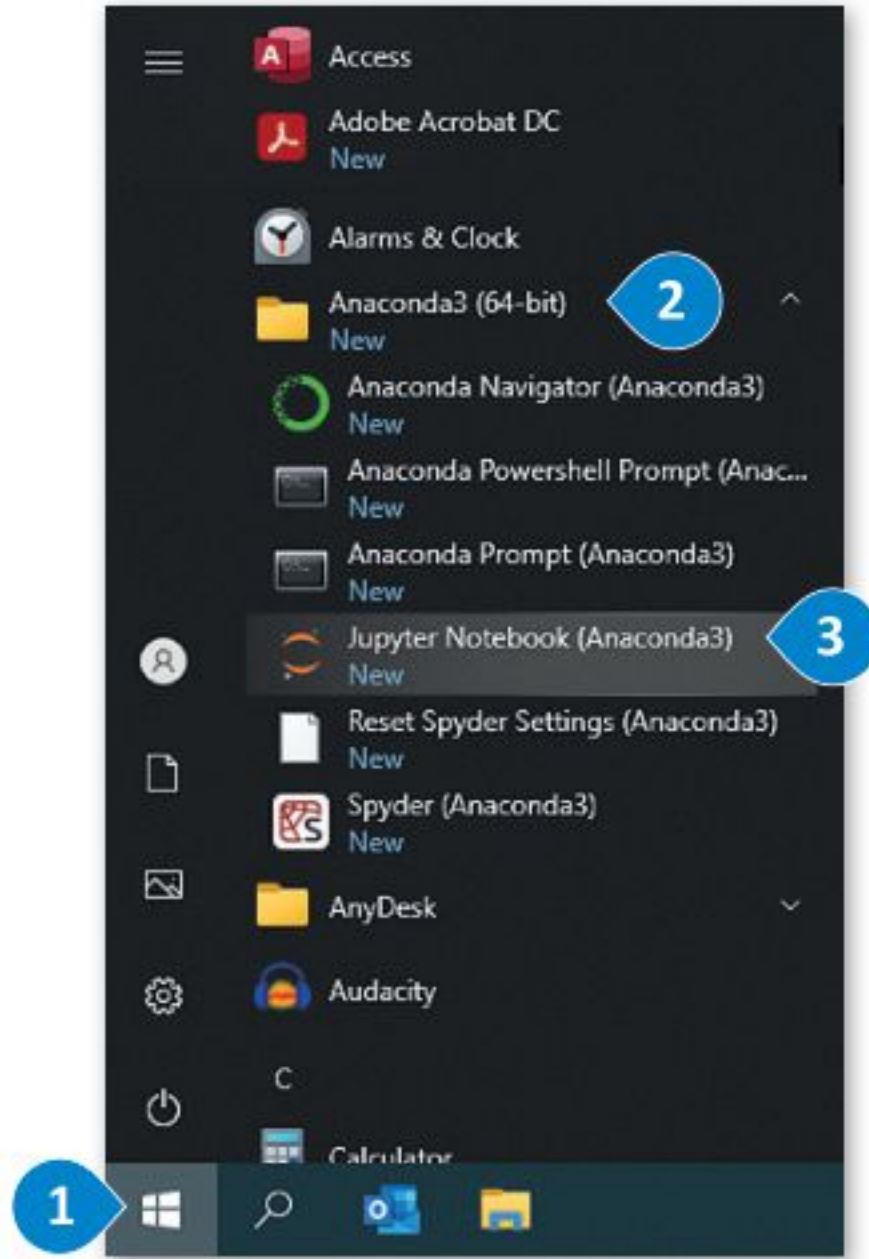 Access
Adobe Acrobat DC
New
Alarms & Clock
Anaconda3 (64-bit)
2
New
Anaconda Navigator (Anaconda3)
New
Anaconda Powershell Prompt (Anac...
New
Anaconda Prompt (Anaconda3)
New
Jupyter Notebook (Anaconda3)
3
New
Reset Spyder Settings (Anaconda3)
New
Spyder (Anaconda3)
New
AnyDesk
Audacity
C
Calculator
1